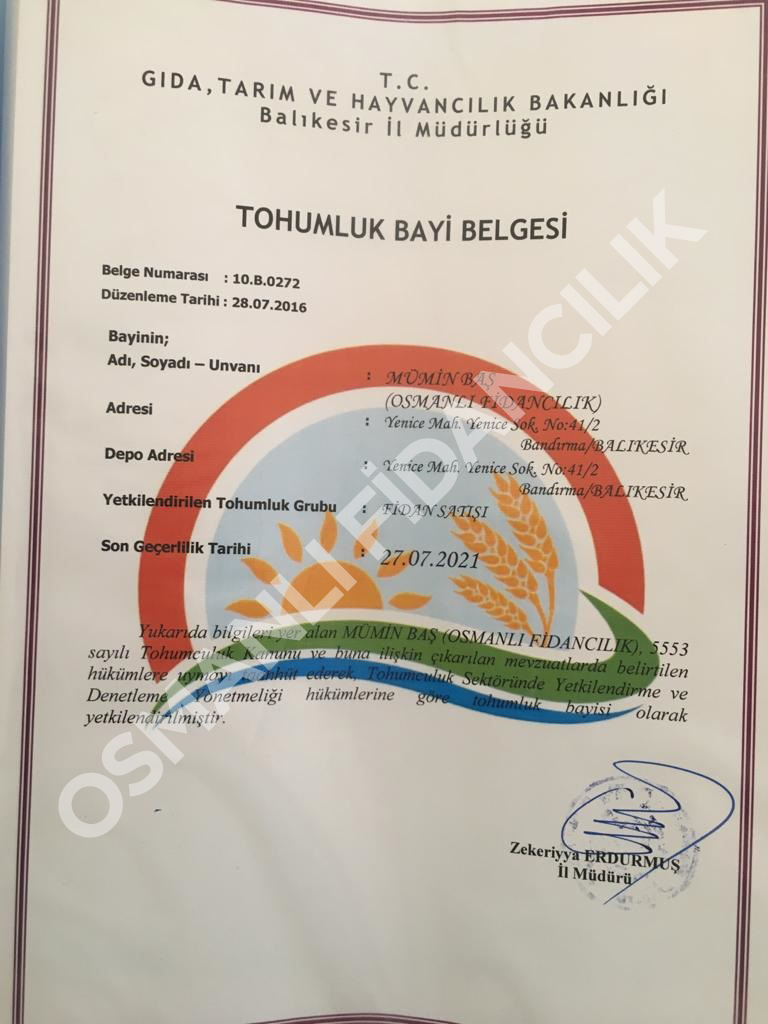 T.C.
GIDA,TARIM VE HAYVANCILIK BAKANLIĞI
Balıkesir İl Müdürlüğü
TOHUMLUK BAYİ BELGESİ
Belge Numarası : 10.B.0272
Düzenleme Tarihi : 28.07.2016
Bayinin;
Adı, Soyadı – Unvanı : MÜMİN BAŞ
(OSMANLI FİDANCILIK)
Adresi : Yenice Mah. Yenice Sok. No:41/2
Bandırma/BALIKESİR
Depo Adresi : Yenice Mah. Yenice Sok. No:41/2
Bandırma/BALIKESİR
Yetkilendirilen Tohumluk Grubu : FİDAN SATIŞI
Son Geçerlilik Tarihi : 27.07.2021
Yukarıda bilgileri yer alan MÜMİN BAŞ (OSMANLI FİDANCILIK), 5553
sayılı Tohumculuk Kanunu ve buna ilişkin çıkarılan mevzuatlarda belirtilen
hükümlere uymayı taahhüt ederek, Tohumculuk Sektöründe Yetkilendirme ve
Denetleme Yönetmeliği hükümlerine göre tohumluk bayisi olarak
yetkilendirilmiştir.
Zekeriyya ERDURMUŞ
İl Müdürü
OSMANLI FİDANCILIK